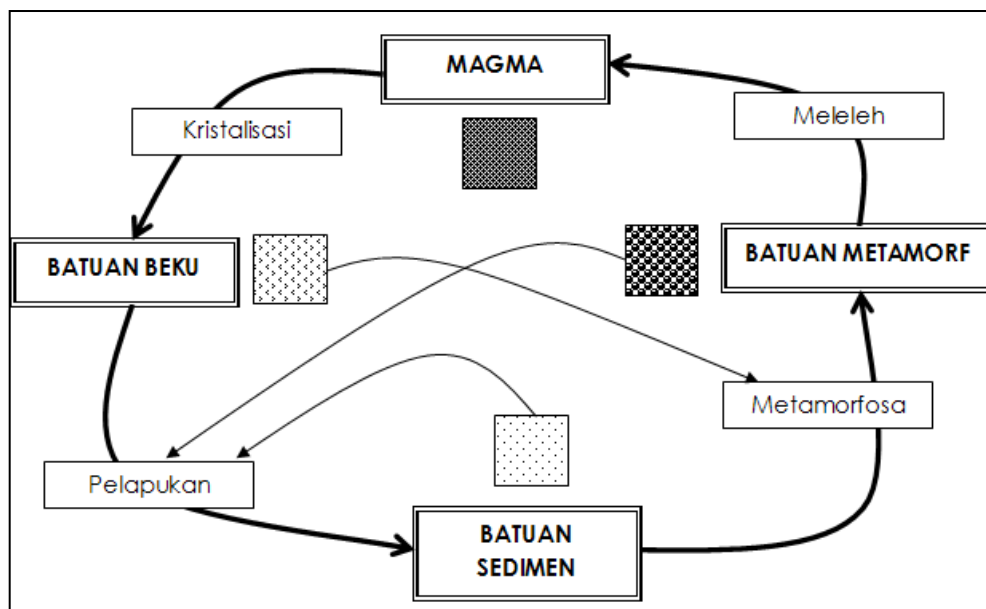 MAGMA
Kristalisasi
Meleleh
BATUAN BEKU
BATUAN METAMORF
Metamorfosa
Pelapukan
BATUAN
SEDIMEN